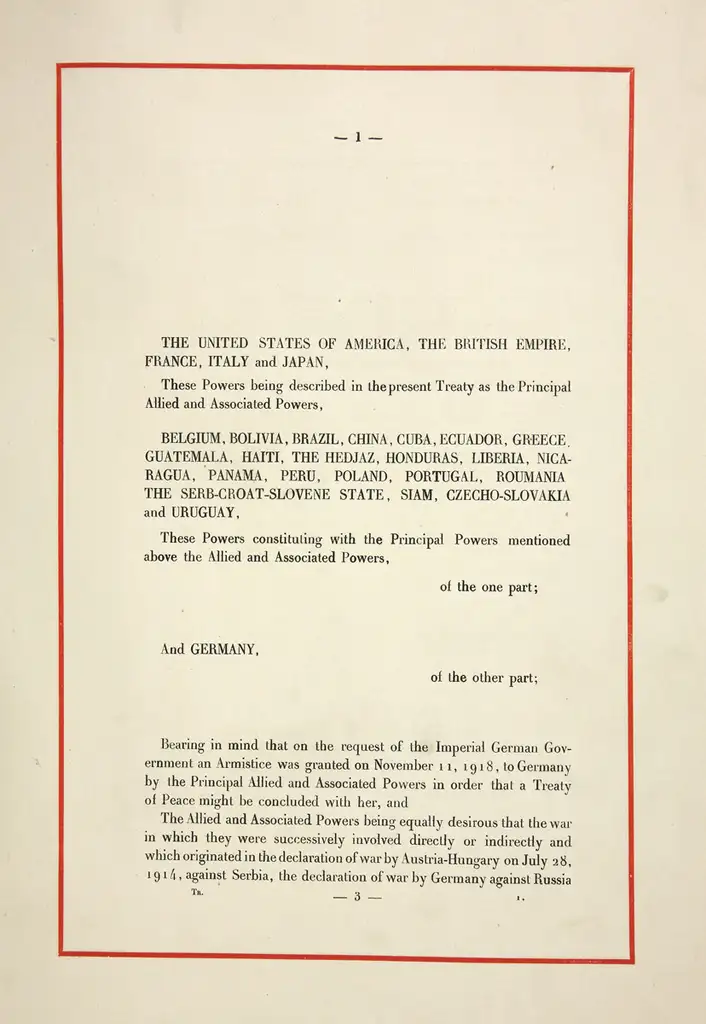 — 1 —
THE UNITED STATES OF AMERICA, THE BRITISH EMPIRE,
FRANCE, ITALY and JAPAN,
These Powers being described in the present Treaty as the Principal
Allied and Associated Powers,
BELGIUM, BOLIVIA, BRAZIL, CHINA, CUBA, ECUADOR, GREECE,
GUATEMALA, HAITI, THE HEDJAZ, HONDURAS, LIBERIA, NICA-
RAGUA, PANAMA, PERU, POLAND, PORTUGAL, ROUMANIA
THE SERB-CROAT-SLOVENE STATE, SIAM, CZECHO-SLOVAKIA
and URUGUAY,
These Powers constituting with the Principal Powers mentioned
above the Allied and Associated Powers,
of the one part;
And GERMANY,
of the other part;
Bearing in mind that on the request of the Imperial German Gov-
ernment an Armistice was granted on November 11, 1918, to Germany
by the Principal Allied and Associated Powers in order that a Treaty
of Peace might be concluded with her, and
The Allied and Associated Powers being equally desirous that the war
in which they were successively involved directly or indirectly and
which originated in the declaration of war by Austria-Hungary on July 28,
1914, against Serbia, the declaration of war by Germany against Russia
Tr. — 3 — 1.